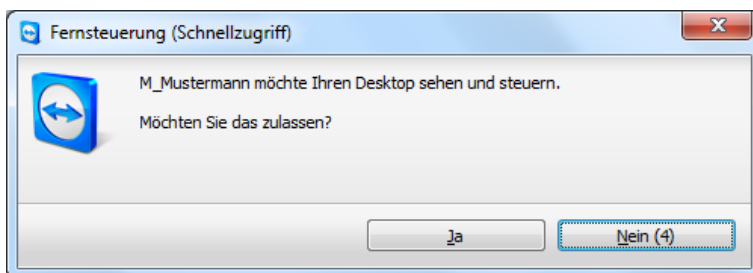 Fernsteuerung (Schnellzugriff)
M_Mustermann möchte Ihren Desktop sehen und steuern.
Möchten Sie das zulassen?
Ja
Nein (4)